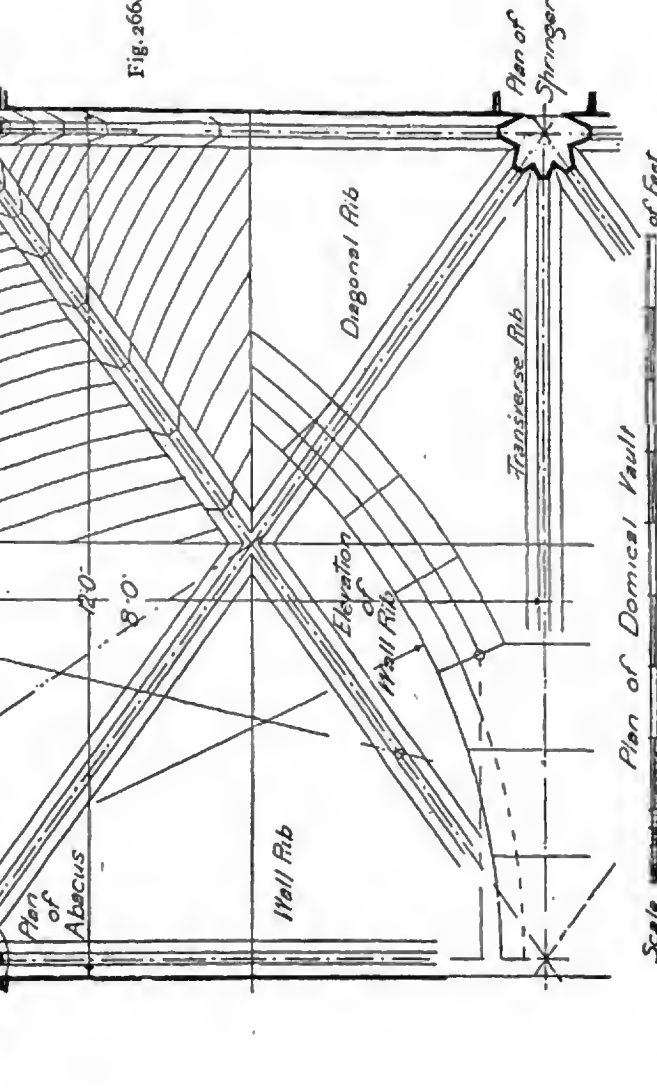 Fig. 266.
Plan of
Springer
Diagonal Rib
Transverse Rib
12'.0"
8'.0"
Elevation
of
Wall Rib
Plan
of
Abacus
Wall Rib
Plan of Domical Vault
Scale
of Feet